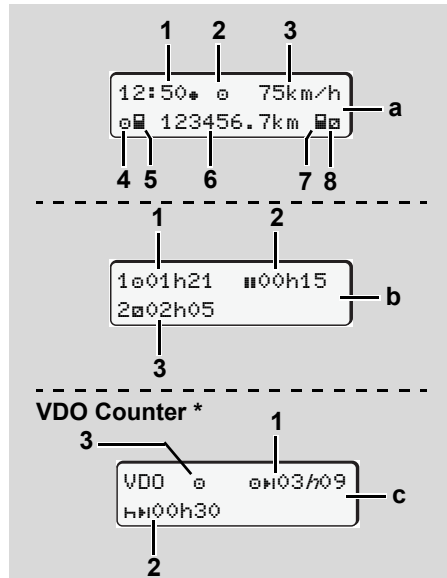 1 2 3
12:50● ⊙ 75km/h
a
⊙ 123456.7km ☒
4 5 6 7 8
1 2
1⊙01h21 00h15
b
2☒02h05
3
VDO Counter *
1
3
VDO ⊙ ⊙03h09
c
00h30
2